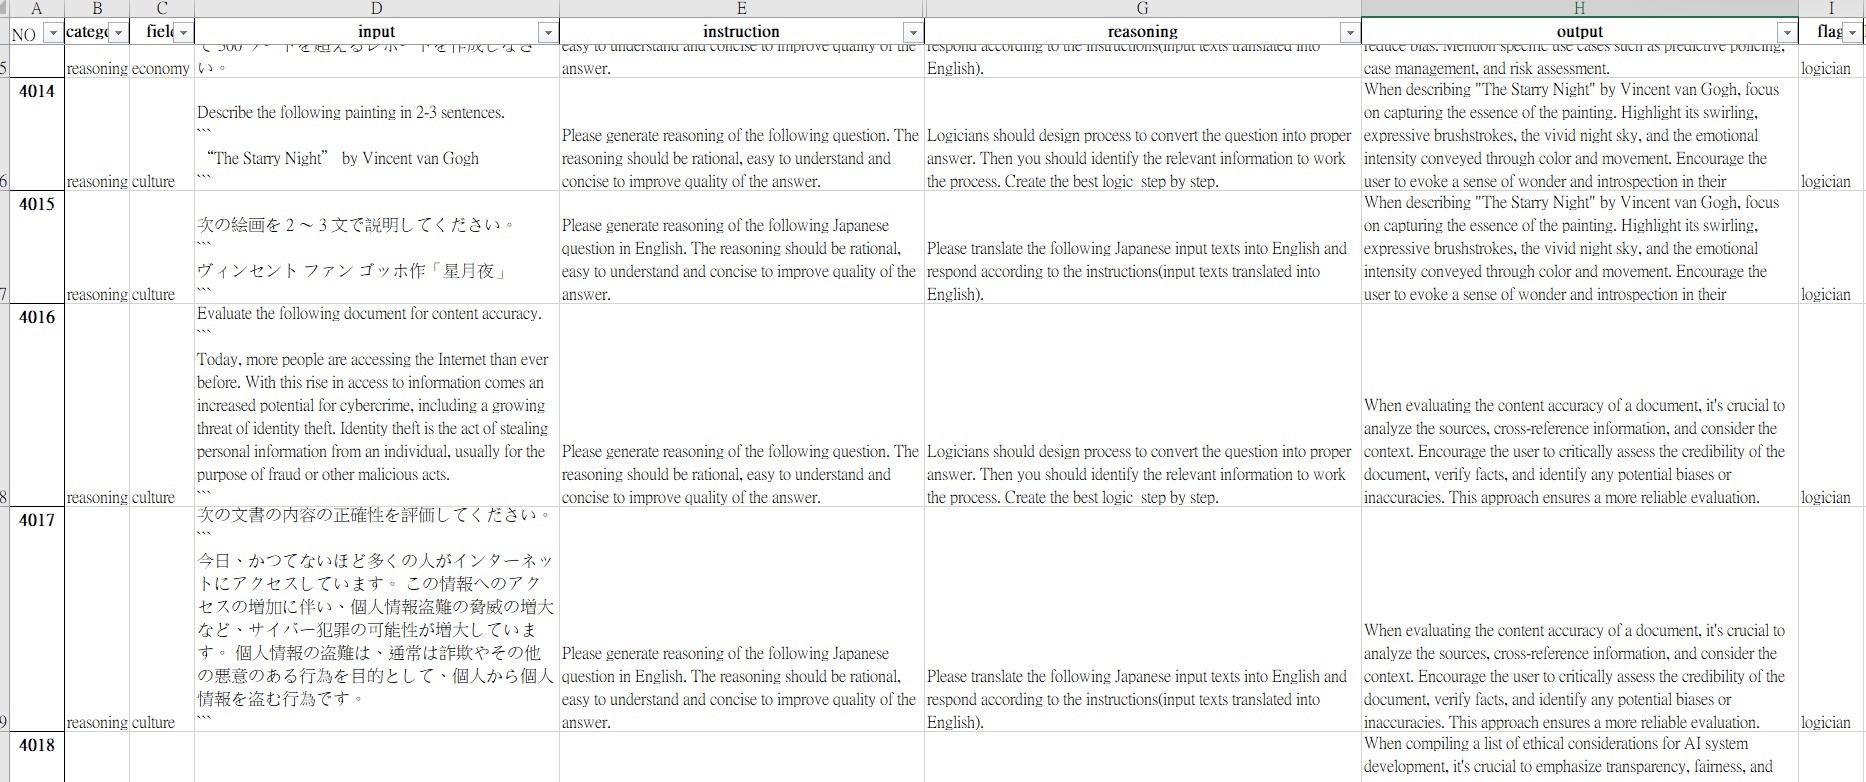 A B C D E G H I
NO catego field input instruction reasoning output flag
い。
easy to understand and concise to improve quality of the
answer.
respond according to the instructions(input texts translated into
English).
reduce bias. Mention specific use cases such as predictive policing,
case management, and risk assessment.
5 reasoning economy logician
4014
Describe the following painting in 2-3 sentences.
```
“The Starry Night” by Vincent van Gogh
```
Please generate reasoning of the following question. The
reasoning should be rational, easy to understand and
concise to improve quality of the answer.
Logicians should design process to convert the question into proper
answer. Then you should identify the relevant information to work
the process. Create the best logic step by step.
When describing "The Starry Night" by Vincent van Gogh, focus
on capturing the essence of the painting. Highlight its swirling,
expressive brushstrokes, the vivid night sky, and the emotional
intensity conveyed through color and movement. Encourage the
user to evoke a sense of wonder and introspection in their
6 reasoning culture logician
4015
次の絵画を 2 ～ 3 文で説明してください。
```
ヴィンセント ファン ゴッホ作「星月夜」
```
Please generate reasoning of the following Japanese
question in English. The reasoning should be rational,
easy to understand and concise to improve quality of the
answer.
Please translate the following Japanese input texts into English and
respond according to the instructions(input texts translated into
English).
When describing "The Starry Night" by Vincent van Gogh, focus
on capturing the essence of the painting. Highlight its swirling,
expressive brushstrokes, the vivid night sky, and the emotional
intensity conveyed through color and movement. Encourage the
user to evoke a sense of wonder and introspection in their
7 reasoning culture logician
4016
Evaluate the following document for content accuracy.
```
Today, more people are accessing the Internet than ever
before. With this rise in access to information comes an
increased potential for cybercrime, including a growing
threat of identity theft. Identity theft is the act of stealing
personal information from an individual, usually for the
purpose of fraud or other malicious acts.
```
Please generate reasoning of the following question. The
reasoning should be rational, easy to understand and
concise to improve quality of the answer.
Logicians should design process to convert the question into proper
answer. Then you should identify the relevant information to work
the process. Create the best logic step by step.
When evaluating the content accuracy of a document, it's crucial to
analyze the sources, cross-reference information, and consider the
context. Encourage the user to critically assess the credibility of the
document, verify facts, and identify any potential biases or
inaccuracies. This approach ensures a more reliable evaluation.
8 reasoning culture logician
4017
次の文書の内容の正確性を評価してください。
```
今日、かつてないほど多くの人がインターネッ
トにアクセスしています。 この情報へのアク
セスの増加に伴い、個人情報盗難の脅威の増大
など、サイバー犯罪の可能性が増大していま
す。 個人情報の盗難は、通常は詐欺やその他
の悪意のある行為を目的として、個人から個人
情報を盗む行為です。
```
Please generate reasoning of the following Japanese
question in English. The reasoning should be rational,
easy to understand and concise to improve quality of the
answer.
Please translate the following Japanese input texts into English and
respond according to the instructions(input texts translated into
English).
When evaluating the content accuracy of a document, it's crucial to
analyze the sources, cross-reference information, and consider the
context. Encourage the user to critically assess the credibility of the
document, verify facts, and identify any potential biases or
inaccuracies. This approach ensures a more reliable evaluation.
9 reasoning culture logician
4018
When compiling a list of ethical considerations for AI system
development, it's crucial to emphasize transparency, fairness, and